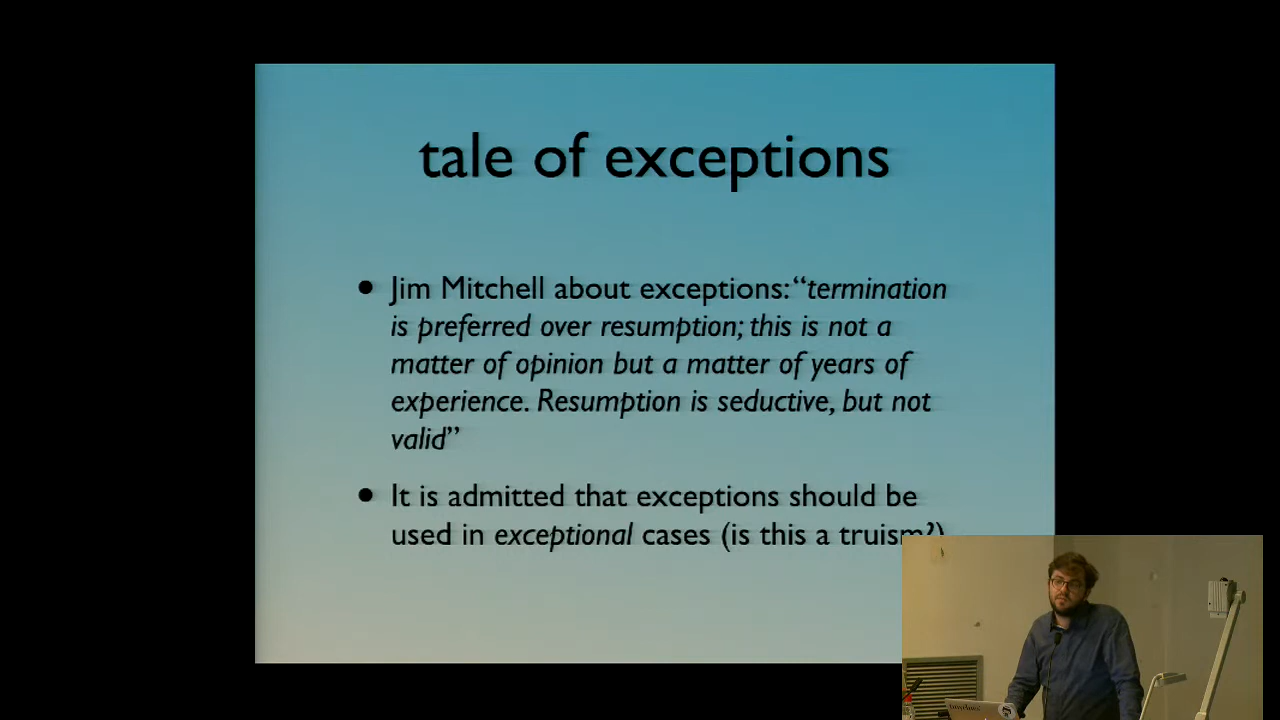 tale of exceptions
• Jim Mitchell about exceptions: “termination
is preferred over resumption; this is not a
matter of opinion but a matter of years of
experience. Resumption is seductive, but not
valid”
• It is admitted that exceptions should be
used in exceptional cases (is this a truism?)